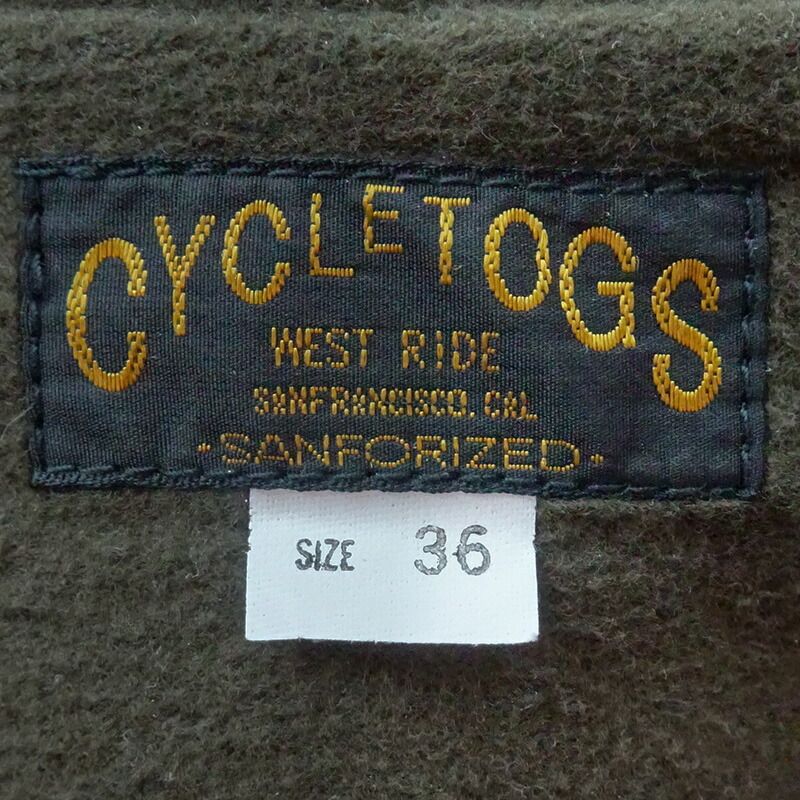 CYCLETOGS
WEST RIDE
SANFRANCISCO. CAL.
-SANFORIZED-
SIZE 36